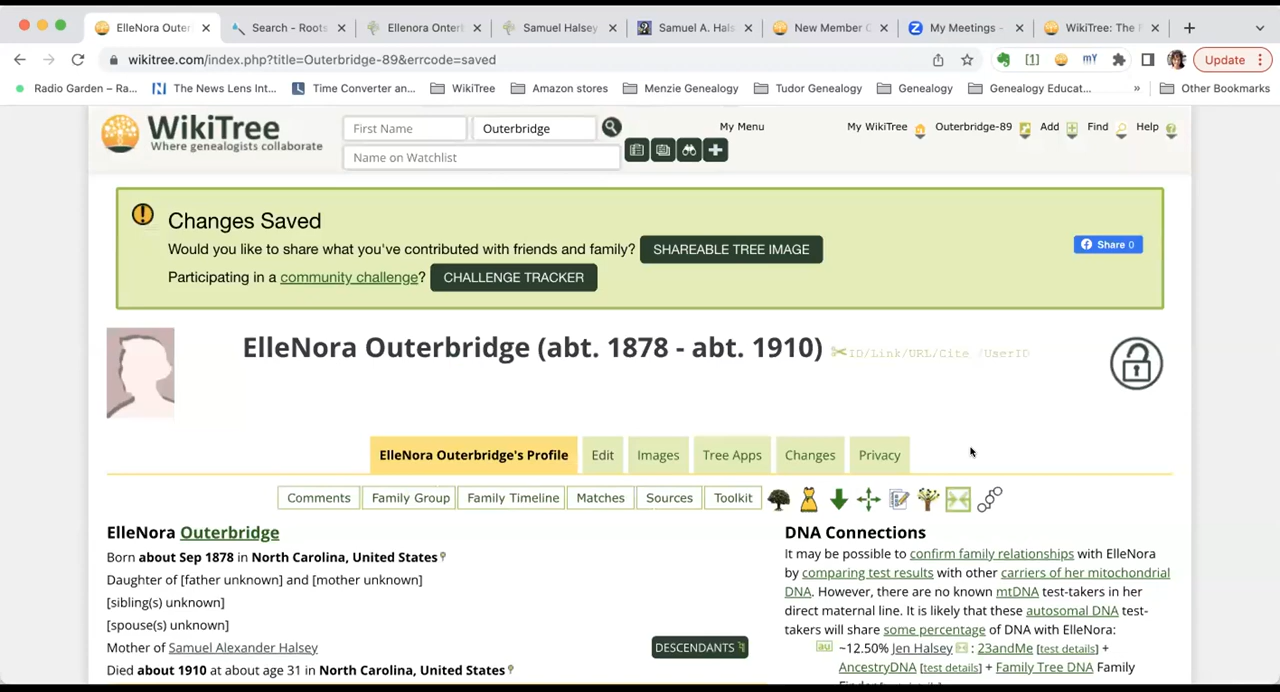 ElleNora Outer
Search - Roots
Ellenora Outerl
Samuel Halsey
Samuel A. Hals
New Member
My Meetings -
WikiTree: The
wikitree.com/index.php?title=Outerbridge-89&errcode=saved
[1]
mY
Update
Radio Garden – Ra...
The News Lens Int...
Time Converter an...
WikiTree
Amazon stores
Menzie Genealogy
Tudor Genealogy
Genealogy
Genealogy Educat...
»
Other Bookmarks
WikiTree
Where genealogists collaborate
First Name
Outerbridge
Name on Watchlist
My Menu
My WikiTree
Outerbridge-89
Add
Find
Help
Changes Saved
Would you like to share what you've contributed with friends and family? SHAREABLE TREE IMAGE
Share 0
Participating in a community challenge? CHALLENGE TRACKER
ElleNora Outerbridge (abt. 1878 - abt. 1910) ID/Link/URL/Cite /UserID
ElleNora Outerbridge's Profile
Edit
Images
Tree Apps
Changes
Privacy
Comments
Family Group
Family Timeline
Matches
Sources
Toolkit
ElleNora Outerbridge
Born about Sep 1878 in North Carolina, United States
Daughter of [father unknown] and [mother unknown]
[sibling(s) unknown]
[spouse(s) unknown]
Mother of Samuel Alexander Halsey
DESCENDANTS
Died about 1910 at about age 31 in North Carolina, United States
DNA Connections
It may be possible to confirm family relationships with ElleNora
by comparing test results with other carriers of her mitochondrial
DNA. However, there are no known mtDNA test-takers in her
direct maternal line. It is likely that these autosomal DNA test-
takers will share some percentage of DNA with ElleNora:
au ~12.50% Jen Halsey : 23andMe [test details] +
AncestryDNA [test details] + Family Tree DNA Family